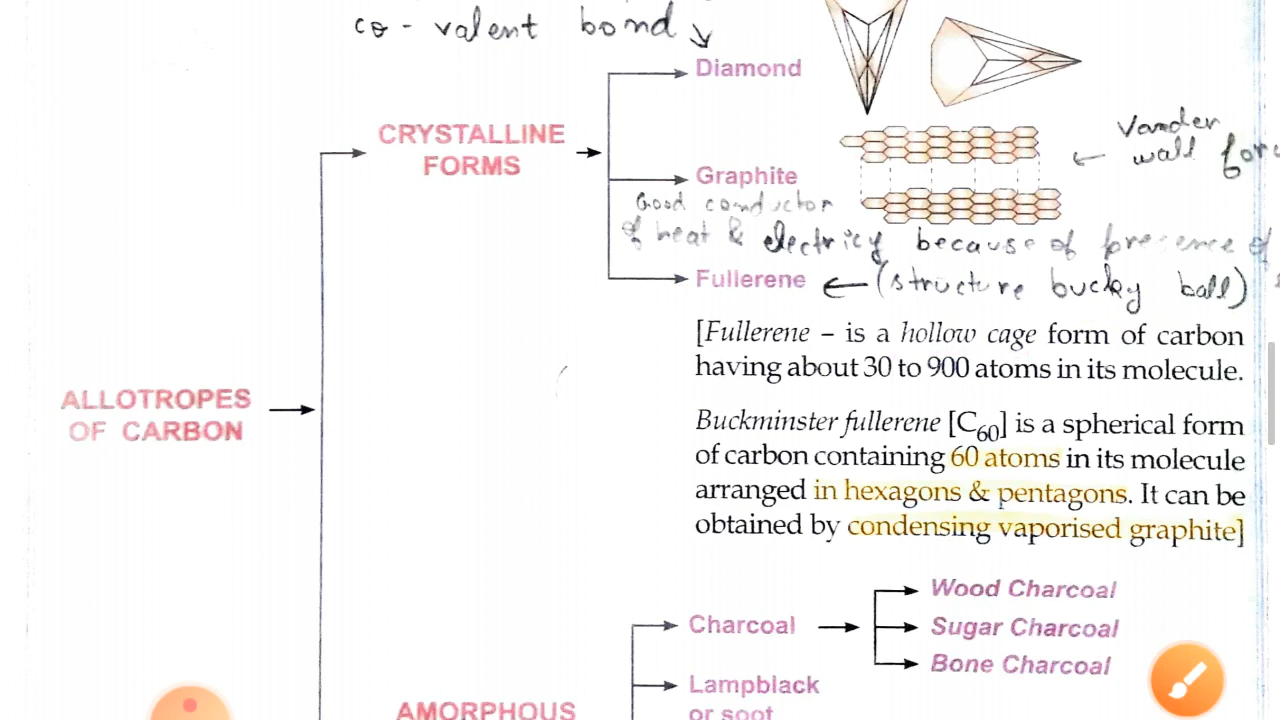 co - valent bond
Diamond
CRYSTALLINE
FORMS
Vander
wall
Graphite
Good conductor
of heat & electricity because of presence of
Fullerene (structure bucky ball)
[Fullerene – is a hollow cage form of carbon
having about 30 to 900 atoms in its molecule.
ALLOTROPES
OF CARBON
Buckminster fullerene [C60] is a spherical form
of carbon containing 60 atoms in its molecule
arranged in hexagons & pentagons. It can be
obtained by condensing vaporised graphite]
Charcoal
Wood Charcoal
Sugar Charcoal
Bone Charcoal
Lampblack
or soot
AMORPHOUS